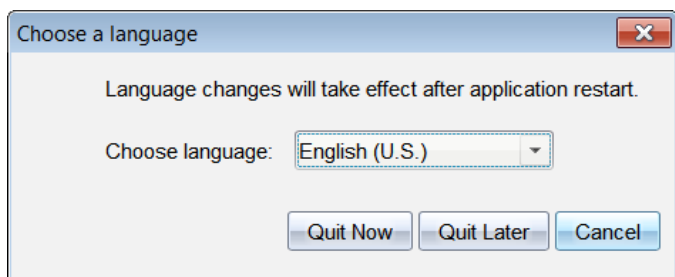 Choose a language
Language changes will take effect after application restart.
Choose language: English (U.S.)
Quit Now Quit Later Cancel